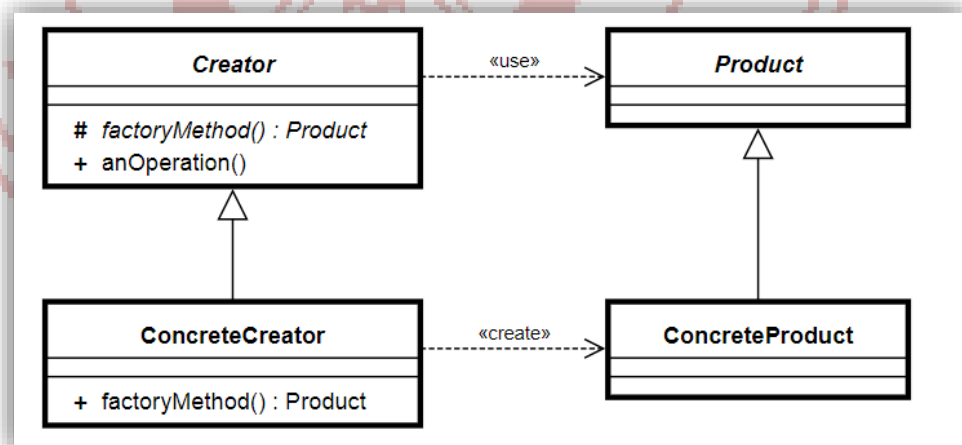 Creator
«use»
Product
# factoryMethod() : Product
+ anOperation()
ConcreteCreator
«create»
ConcreteProduct
+ factoryMethod() : Product